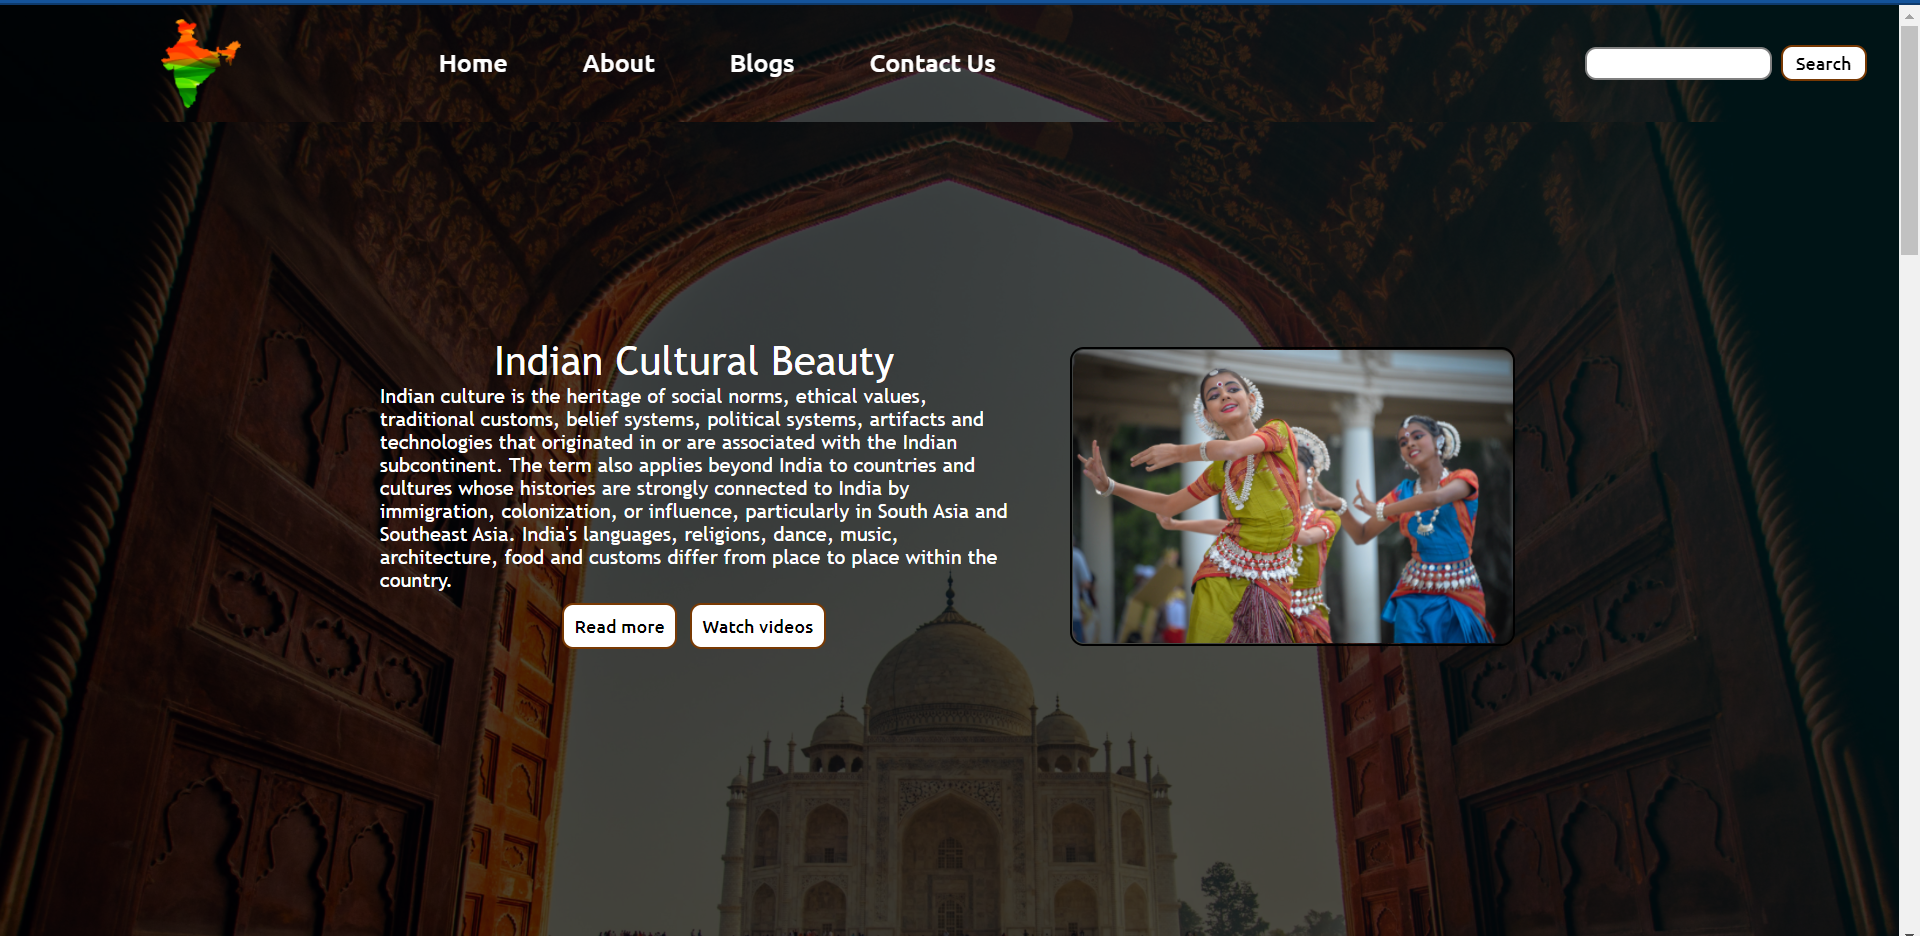 Home
About
Blogs
Contact Us
Search
Indian Cultural Beauty
Indian culture is the heritage of social norms, ethical values,
traditional customs, belief systems, political systems, artifacts and
technologies that originated in or are associated with the Indian
subcontinent. The term also applies beyond India to countries and
cultures whose histories are strongly connected to India by
immigration, colonization, or influence, particularly in South Asia and
Southeast Asia. India's languages, religions, dance, music,
architecture, food and customs differ from place to place within the
country.
Read more
Watch videos